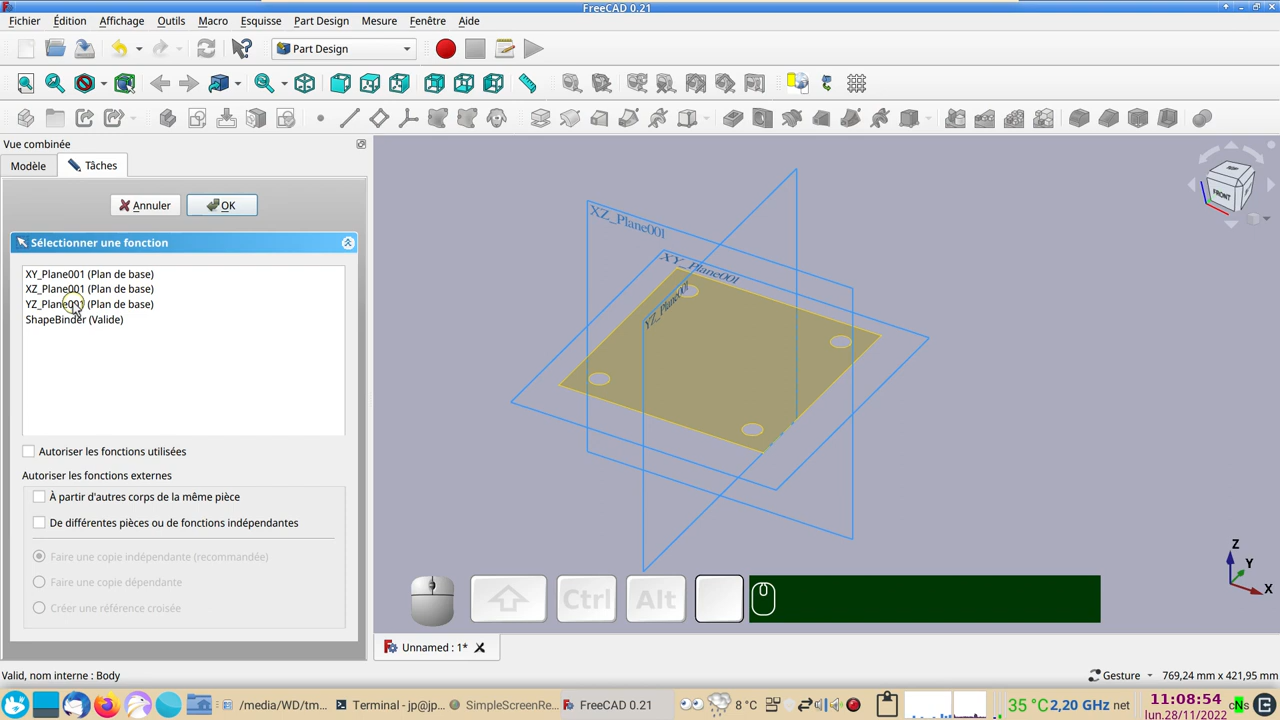 FreeCAD 0.21
Fichier Édition Affichage Outils Macro Esquisse Part Design Mesure Fenêtre Aide
Part Design
Vue combinée
Modèle Tâches
Annuler OK
Sélectionner une fonction
XY_Plane001 (Plan de base)
XZ_Plane001 (Plan de base)
YZ_Plane001 (Plan de base)
ShapeBinder (Valide)
Autoriser les fonctions utilisées
Autoriser les fonctions externes
À partir d'autres corps de la même pièce
De différentes pièces ou de fonctions indépendantes
Faire une copie indépendante (recommandée)
Faire une copie dépendante
Créer une référence croisée
XZ_Plane001
XY_Plane001
YZ_Plane001
FRONT
Z
Y
X
Ctrl Alt
Unnamed : 1*
Valid, nom interne : Body
Gesture 769,24 mm x 421,95 mm
/media/WD/tm... Terminal - jp@jp... SimpleScreenRe... FreeCAD 0.21 8 °C 35 °C 2,20 GHz net 11:08:54
lun.28/11/2022